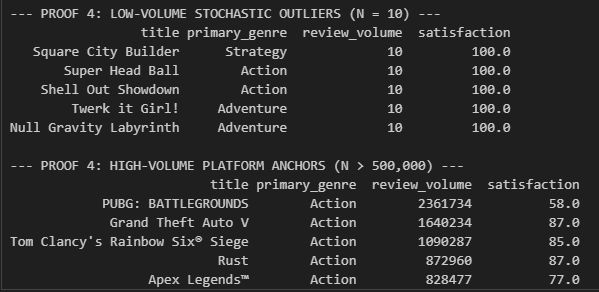 --- PROOF 4: LOW-VOLUME STOCHASTIC OUTLIERS (N = 10) ---
title primary_genre review_volume satisfaction
Square City Builder Strategy 10 100.0
Super Head Ball Action 10 100.0
Shell Out Showdown Action 10 100.0
Twerk it Girl! Adventure 10 100.0
Null Gravity Labyrinth Adventure 10 100.0
--- PROOF 4: HIGH-VOLUME PLATFORM ANCHORS (N > 500,000) ---
title primary_genre review_volume satisfaction
PUBG: BATTLEGROUNDS Action 2361734 58.0
Grand Theft Auto V Action 1640234 87.0
Tom Clancy's Rainbow Six® Siege Action 1090287 85.0
Rust Action 872960 87.0
Apex Legends™ Action 828477 77.0